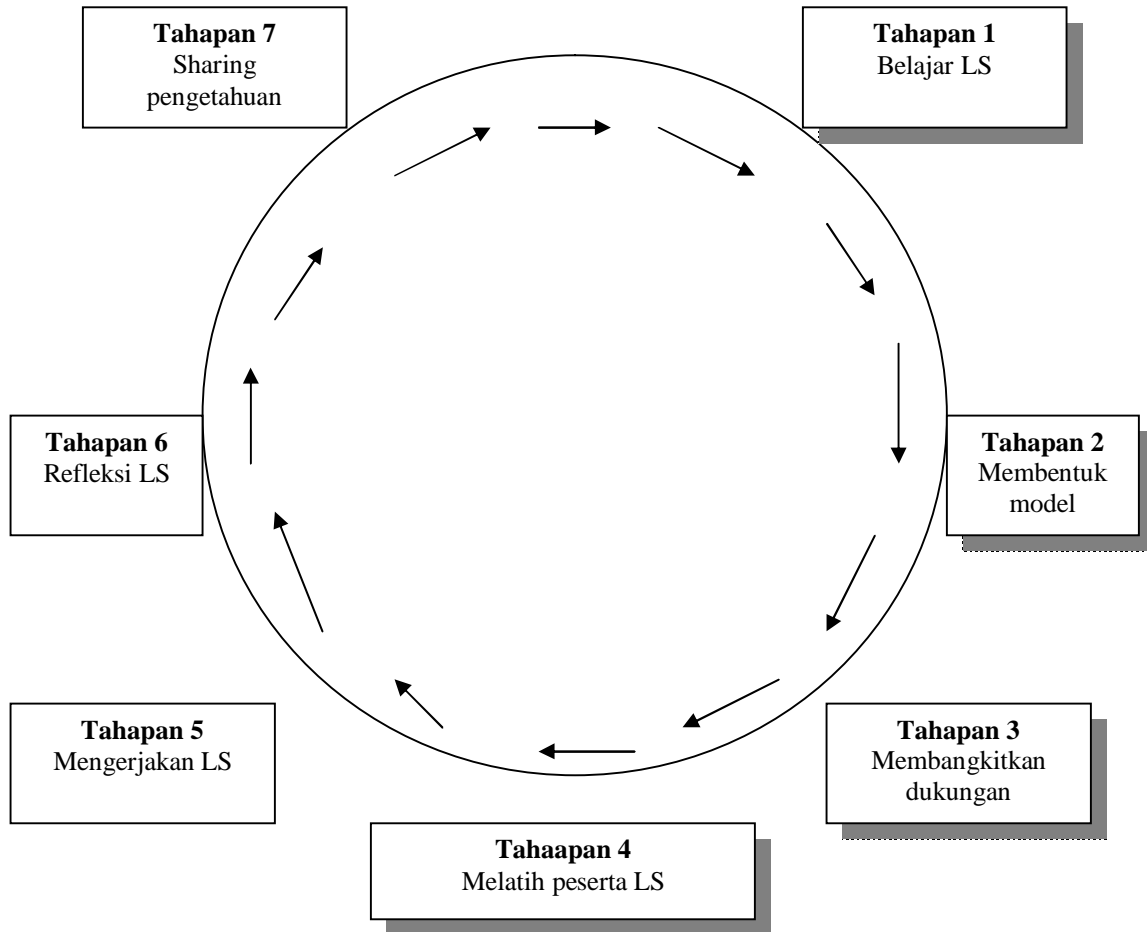 Tahapan 7
Sharing
pengetahuan
Tahapan 1
Belajar LS
Tahapan 6
Refleksi LS
Tahapan 2
Membentuk
model
Tahapan 5
Mengerjakan LS
Tahapan 3
Membangkitkan
dukungan
Tahaapan 4
Melatih peserta LS